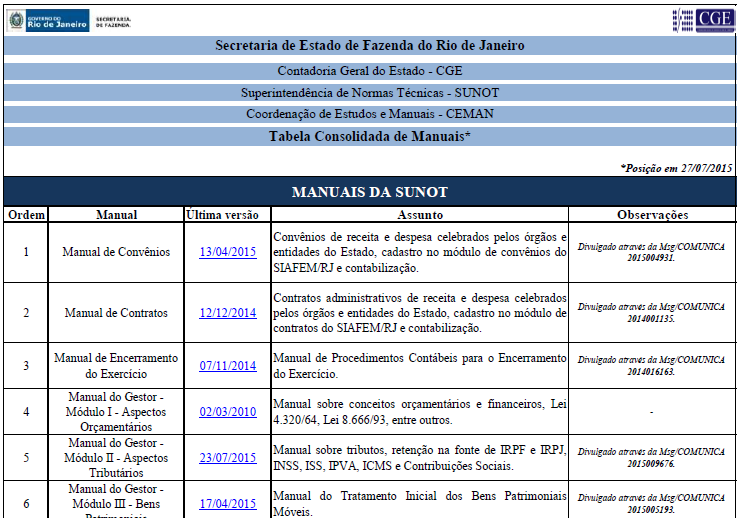 GOVERNO DO
Rio de Janeiro
SECRETARIA
DE FAZENDA
CGE
Secretaria de Estado de Fazenda do Rio de Janeiro
Contadoria Geral do Estado - CGE
Superintendência de Normas Técnicas - SUNOT
Coordenação de Estudos e Manuais - CEMAN
Tabela Consolidada de Manuais*
*Posição em 27/07/2015
MANUAIS DA SUNOT
Ordem Manual Última versão Assunto Observações
1 Manual de Convênios 13/04/2015
Convênios de receita e despesa celebrados pelos órgãos e
entidades do Estado, cadastro no módulo de convênios do
SIAFEM/RJ e contabilização.
Divulgado através da Msg/COMUNICA
2015004931.
2 Manual de Contratos 12/12/2014
Contratos administrativos de receita e despesa celebrados
pelos órgãos e entidades do Estado, cadastro no módulo de
contratos do SIAFEM/RJ e contabilização.
Divulgado através da Msg/COMUNICA
2014001135.
3
Manual de Encerramento
do Exercício
07/11/2014
Manual de Procedimentos Contábeis para o Encerramento
do Exercício.
Divulgado através da Msg/COMUNICA
2014016163.
4
Manual do Gestor -
Módulo I - Aspectos
Orçamentários
02/03/2010
Manual sobre conceitos orçamentários e financeiros, Lei
4.320/64, Lei 8.666/93, entre outros.
-
5
Manual do Gestor -
Módulo II - Aspectos
Tributários
23/07/2015
Manual sobre tributos, retenção na fonte de IRPF e IRPJ,
INSS, ISS, IPVA, ICMS e Contribuições Sociais.
Divulgado através da Msg/COMUNICA
2015009676.
6
Manual do Gestor -
Módulo III - Bens
Patrimoniais
17/04/2015
Manual do Tratamento Inicial dos Bens Patrimoniais
Móveis.
Divulgado através da Msg/COMUNICA
2015005193.